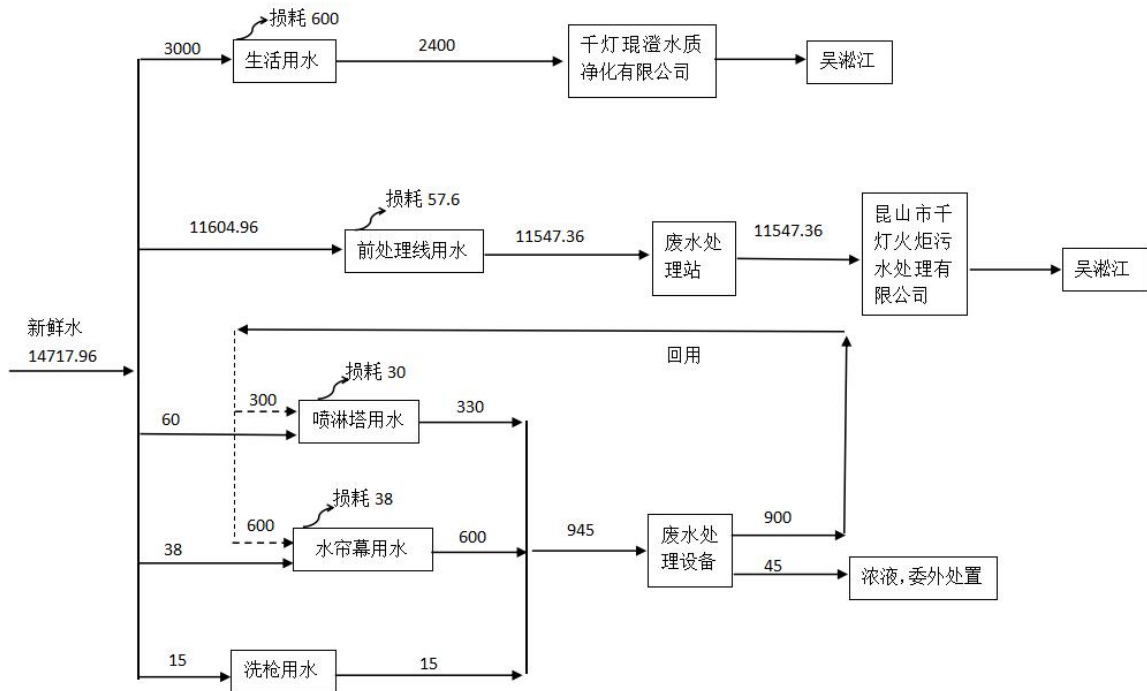 损耗 600
3000
生活用水
2400
千灯琨澄水质
净化有限公司
吴淞江
损耗 57.6
11604.96
前处理线用水
11547.36
废水处
理站
11547.36
昆山市千
灯火炬污
水处理有
限公司
吴淞江
新鲜水
14717.96
回用
损耗 30
300
60
喷淋塔用水
330
损耗 38
600
38
水帘幕用水
600
945
废水处
理设备
900
45
浓液,委外处置
15
洗枪用水
15